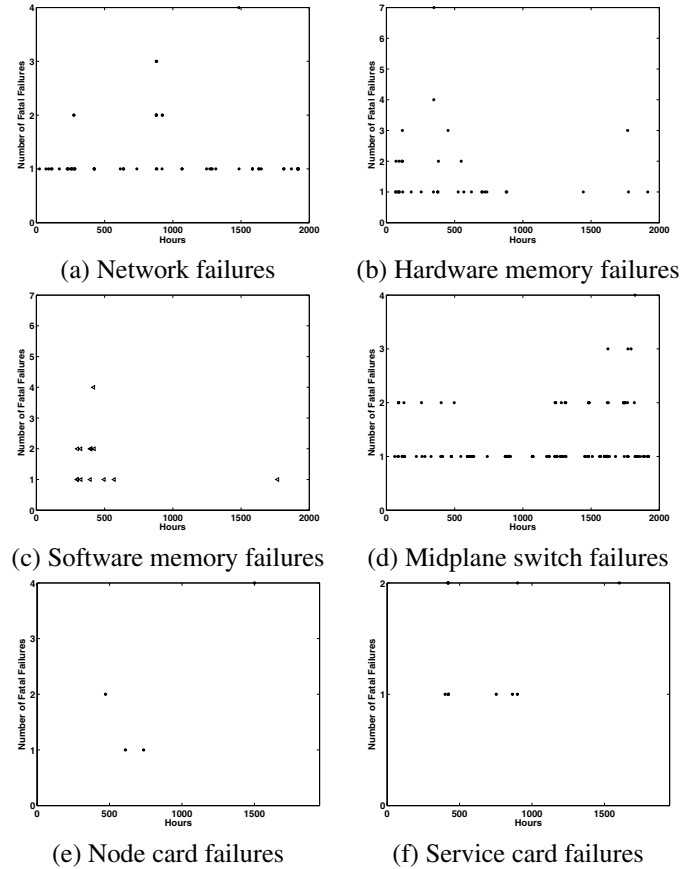 4
3
2
1
0
0 500 1000 1500 2000
Number of Fatal Failures
Hours
(a) Network failures
7
6
5
4
3
2
1
0
0 500 1000 1500 2000
Number of Fatal Failures
Hours
(b) Hardware memory failures
7
6
5
4
3
2
1
0
0 500 1000 1500 2000
Number of Fatal Failures
Hours
(c) Software memory failures
4
3
2
1
0
0 500 1000 1500 2000
Number of Fatal Failures
Hours
(d) Midplane switch failures
4
3
2
1
0
0 500 1000 1500
Number of Fatal Failures
Hours
(e) Node card failures
2
1
0
0 500 1000 1500
Number of Fatal Failures
Hours
(f) Service card failures